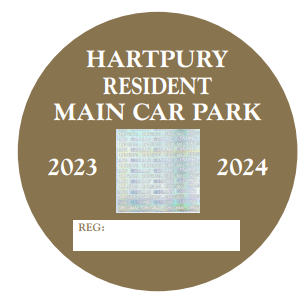 HARTPURY
RESIDENT
MAIN CAR PARK
2023 2024
REG: